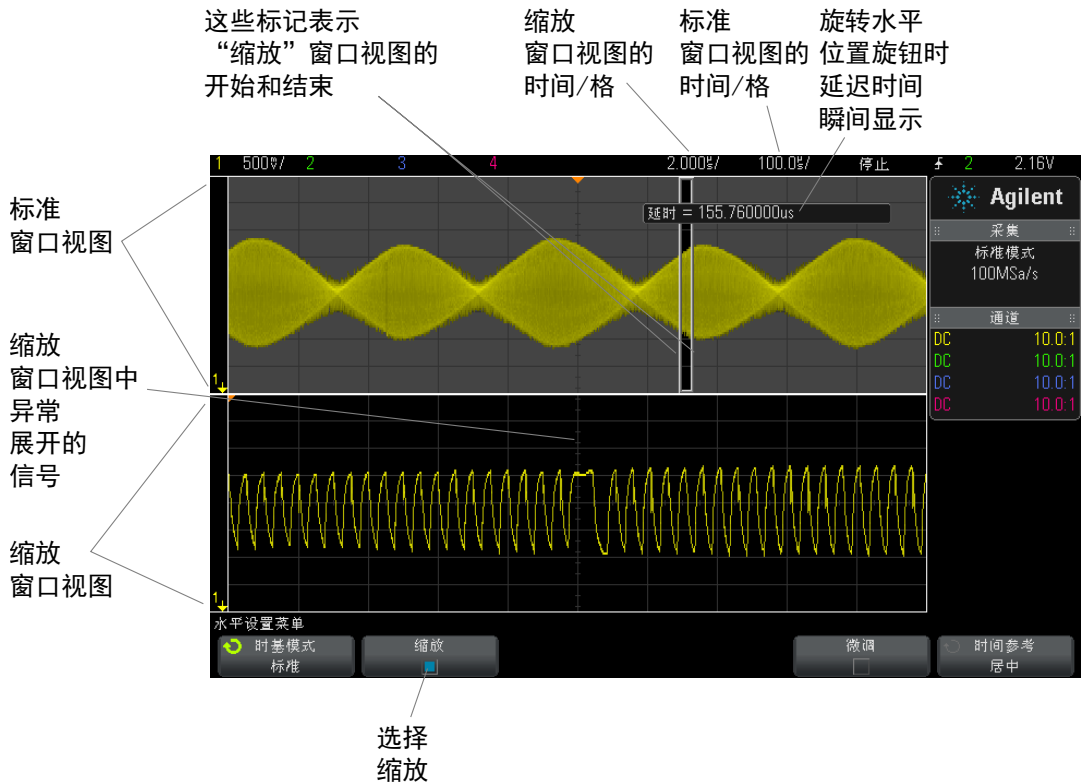 这些标记表示
“缩放”窗口视图的
开始和结束
缩放
窗口视图的
时间/格
标准
窗口视图的
时间/格
旋转水平
位置旋钮时
延迟时间
瞬间显示
1 500mV/ 2 3 4 2.000us/ 100.0us/ 停止 2 2.16V
标准
窗口视图
延时 = 155.760000us
Agilent
采集
标准模式
100MSa/s
通道
DC 10.0:1
DC 10.0:1
DC 10.0:1
DC 10.0:1
1
缩放
窗口视图中
异常
展开的
信号
缩放
窗口视图
1
水平设置菜单
时基模式
标准
缩放
微调
时间参考
居中
选择
缩放